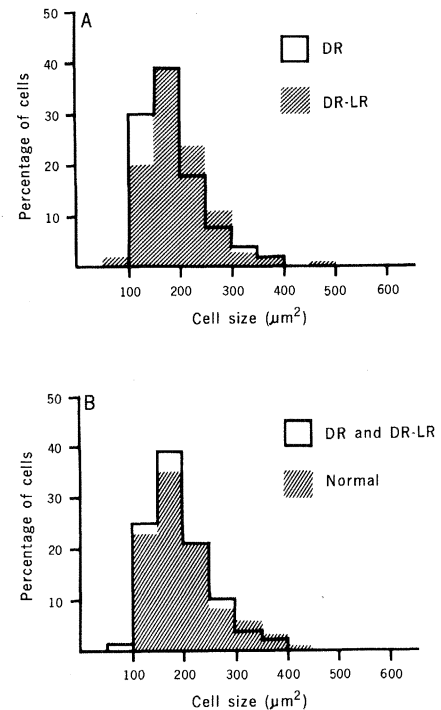 A
50
40
30
20
10
Percentage of cells
DR
DR-LR
100 200 300 400 500 600
Cell size (µm²)
B
50
40
30
20
10
Percentage of cells
DR and DR-LR
Normal
100 200 300 400 500 600
Cell size (µm²)